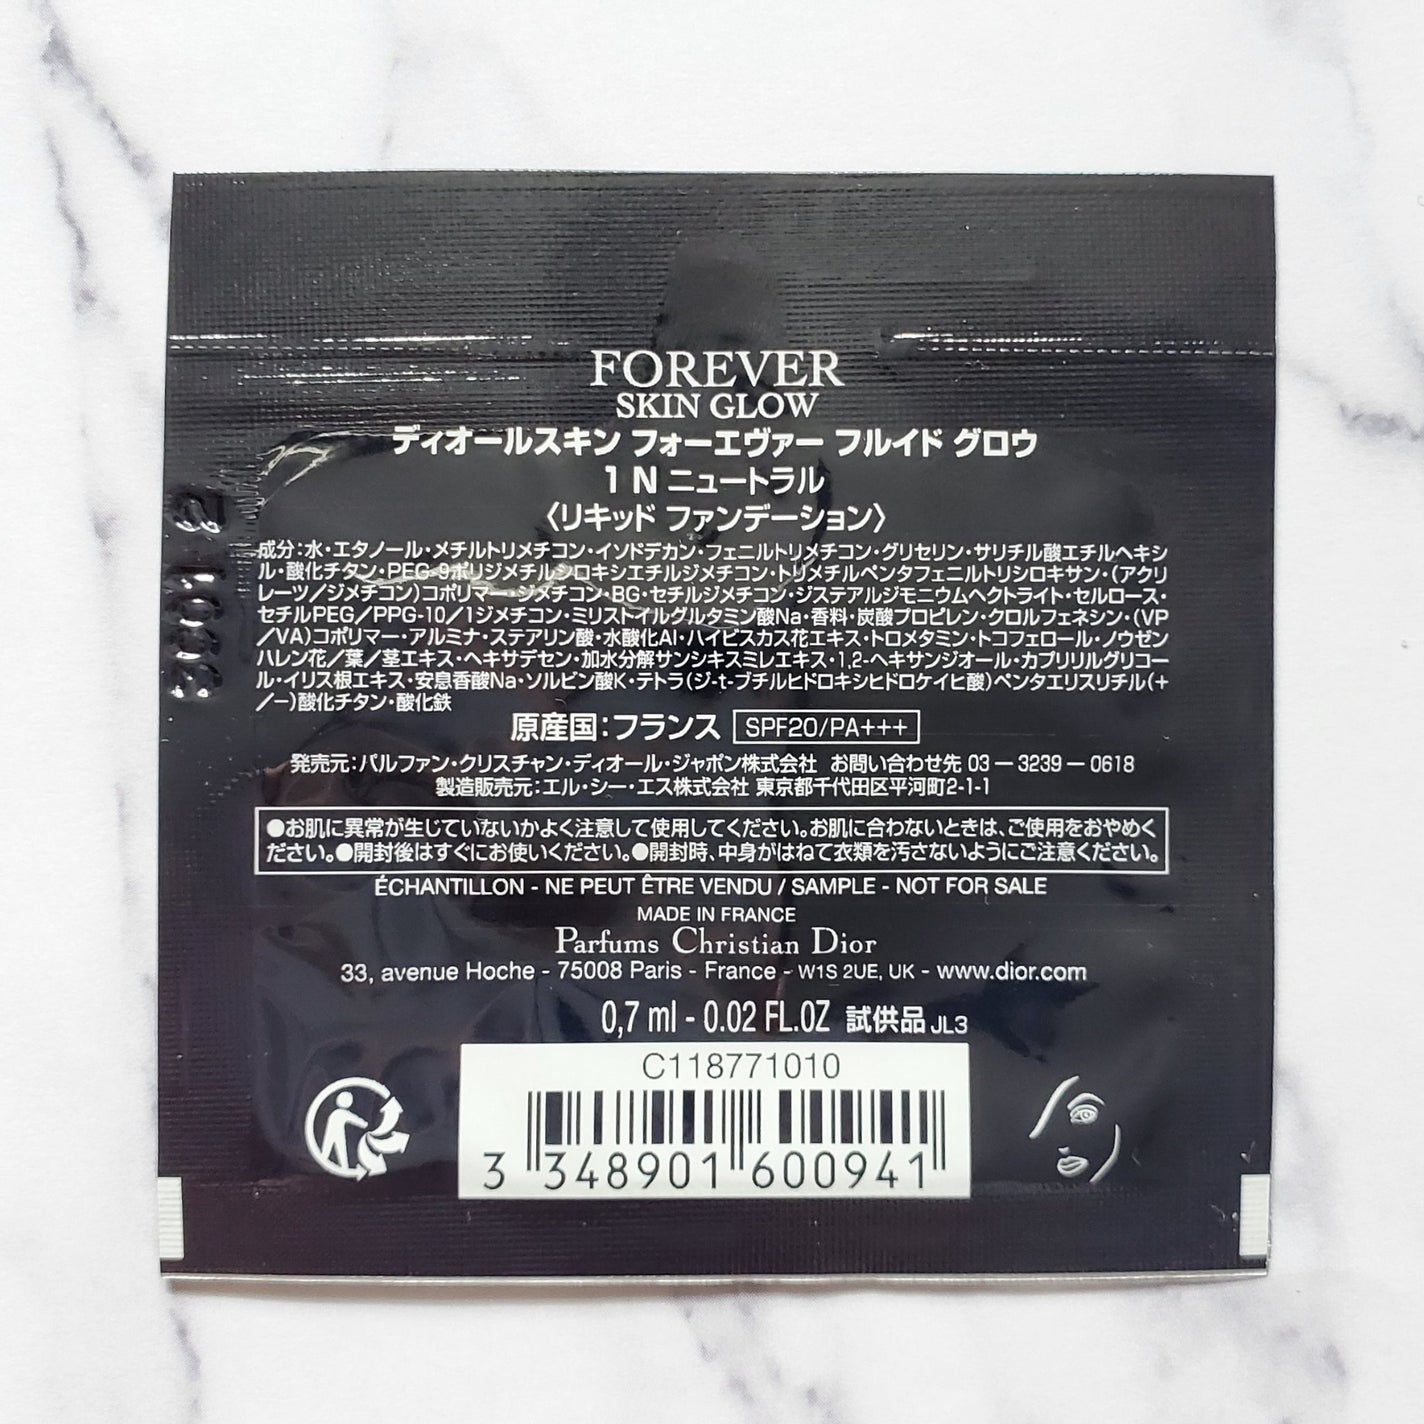 FOREVER
SKIN GLOW
ディオールスキン フォーエヴァー フルイド グロウ
1 N ニュートラル
〈リキッド ファンデーション〉
成分：水・エタノール・メチルトリメチコン・イソドデカン・フェニルトリメチコン・グリセリン・サリチル酸エチルヘキシ
ル・酸化チタン・PEG-9ポリジメチルシロキシエチルジメチコン・トリメチルペンタフェニルトリシロキサン・（アクリ
レーツ／ジメチコン）コポリマー・ジメチコン・BG・セチルジメチコン・ジステアルジモニウムヘクトライト・セルロース・
セチルPEG／PPG-10／1ジメチコン・ミリストイルグルタミン酸Na・香料・炭酸プロピレン・クロルフェネシン・（VP
／VA）コポリマー・アルミナ・ステアリン酸・水酸化Al・ハイビスカス花エキス・トロメタミン・トコフェロール・ノウゼン
ハレン花／葉／茎エキス・ヘキサデセン・加水分解サンシキスミレエキス・1,2-ヘキサンジオール・カプリリルグリコー
ル・イリス根エキス・安息香酸Na・ソルビン酸K・テトラ（ジ-t-ブチルヒドロキシヒドロケイヒ酸）ペンタエリスリチル（+
／−）酸化チタン・酸化鉄
原産国：フランス SPF20/PA+++
発売元：パルファン・クリスチャン・ディオール・ジャポン株式会社 お問い合わせ先 03 － 3239 － 0618
製造販売元：エル・シー・エス株式会社 東京都千代田区平河町2-1-1
●お肌に異常が生じていないかよく注意して使用してください。お肌に合わないときは、ご使用をおやめく
ださい。●開封後はすぐにお使いください。●開封時、中身がはねて衣類を汚さないようにご注意ください。
ÉCHANTILLON - NE PEUT ÊTRE VENDU / SAMPLE - NOT FOR SALE
MADE IN FRANCE
Parfums Christian Dior
33, avenue Hoche - 75008 Paris - France - W1S 2UE, UK - www.dior.com
0,7 ml - 0.02 FL.OZ 試供品 JL3
C118771010
3 348901 600941